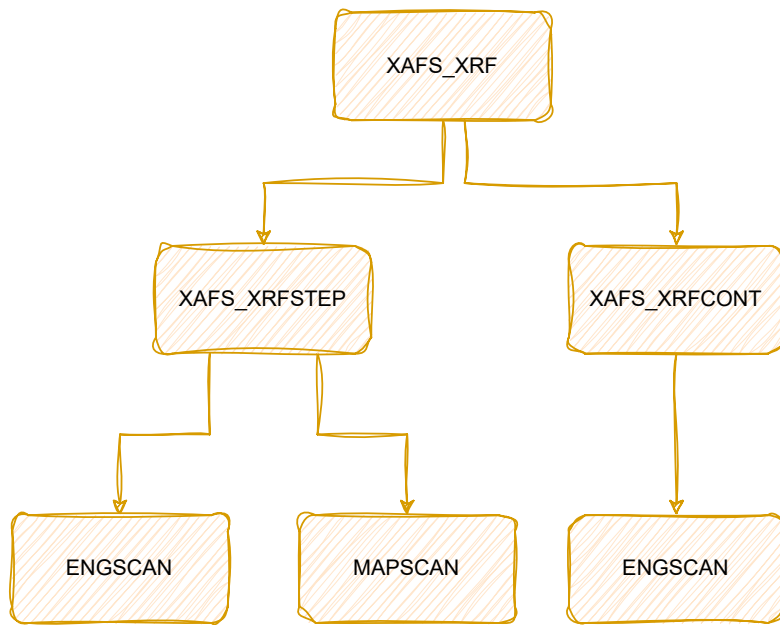 XAFS_XRF
XAFS_XRFSTEP
XAFS_XRFCONT
ENGSCAN
MAPSCAN
ENGSCAN